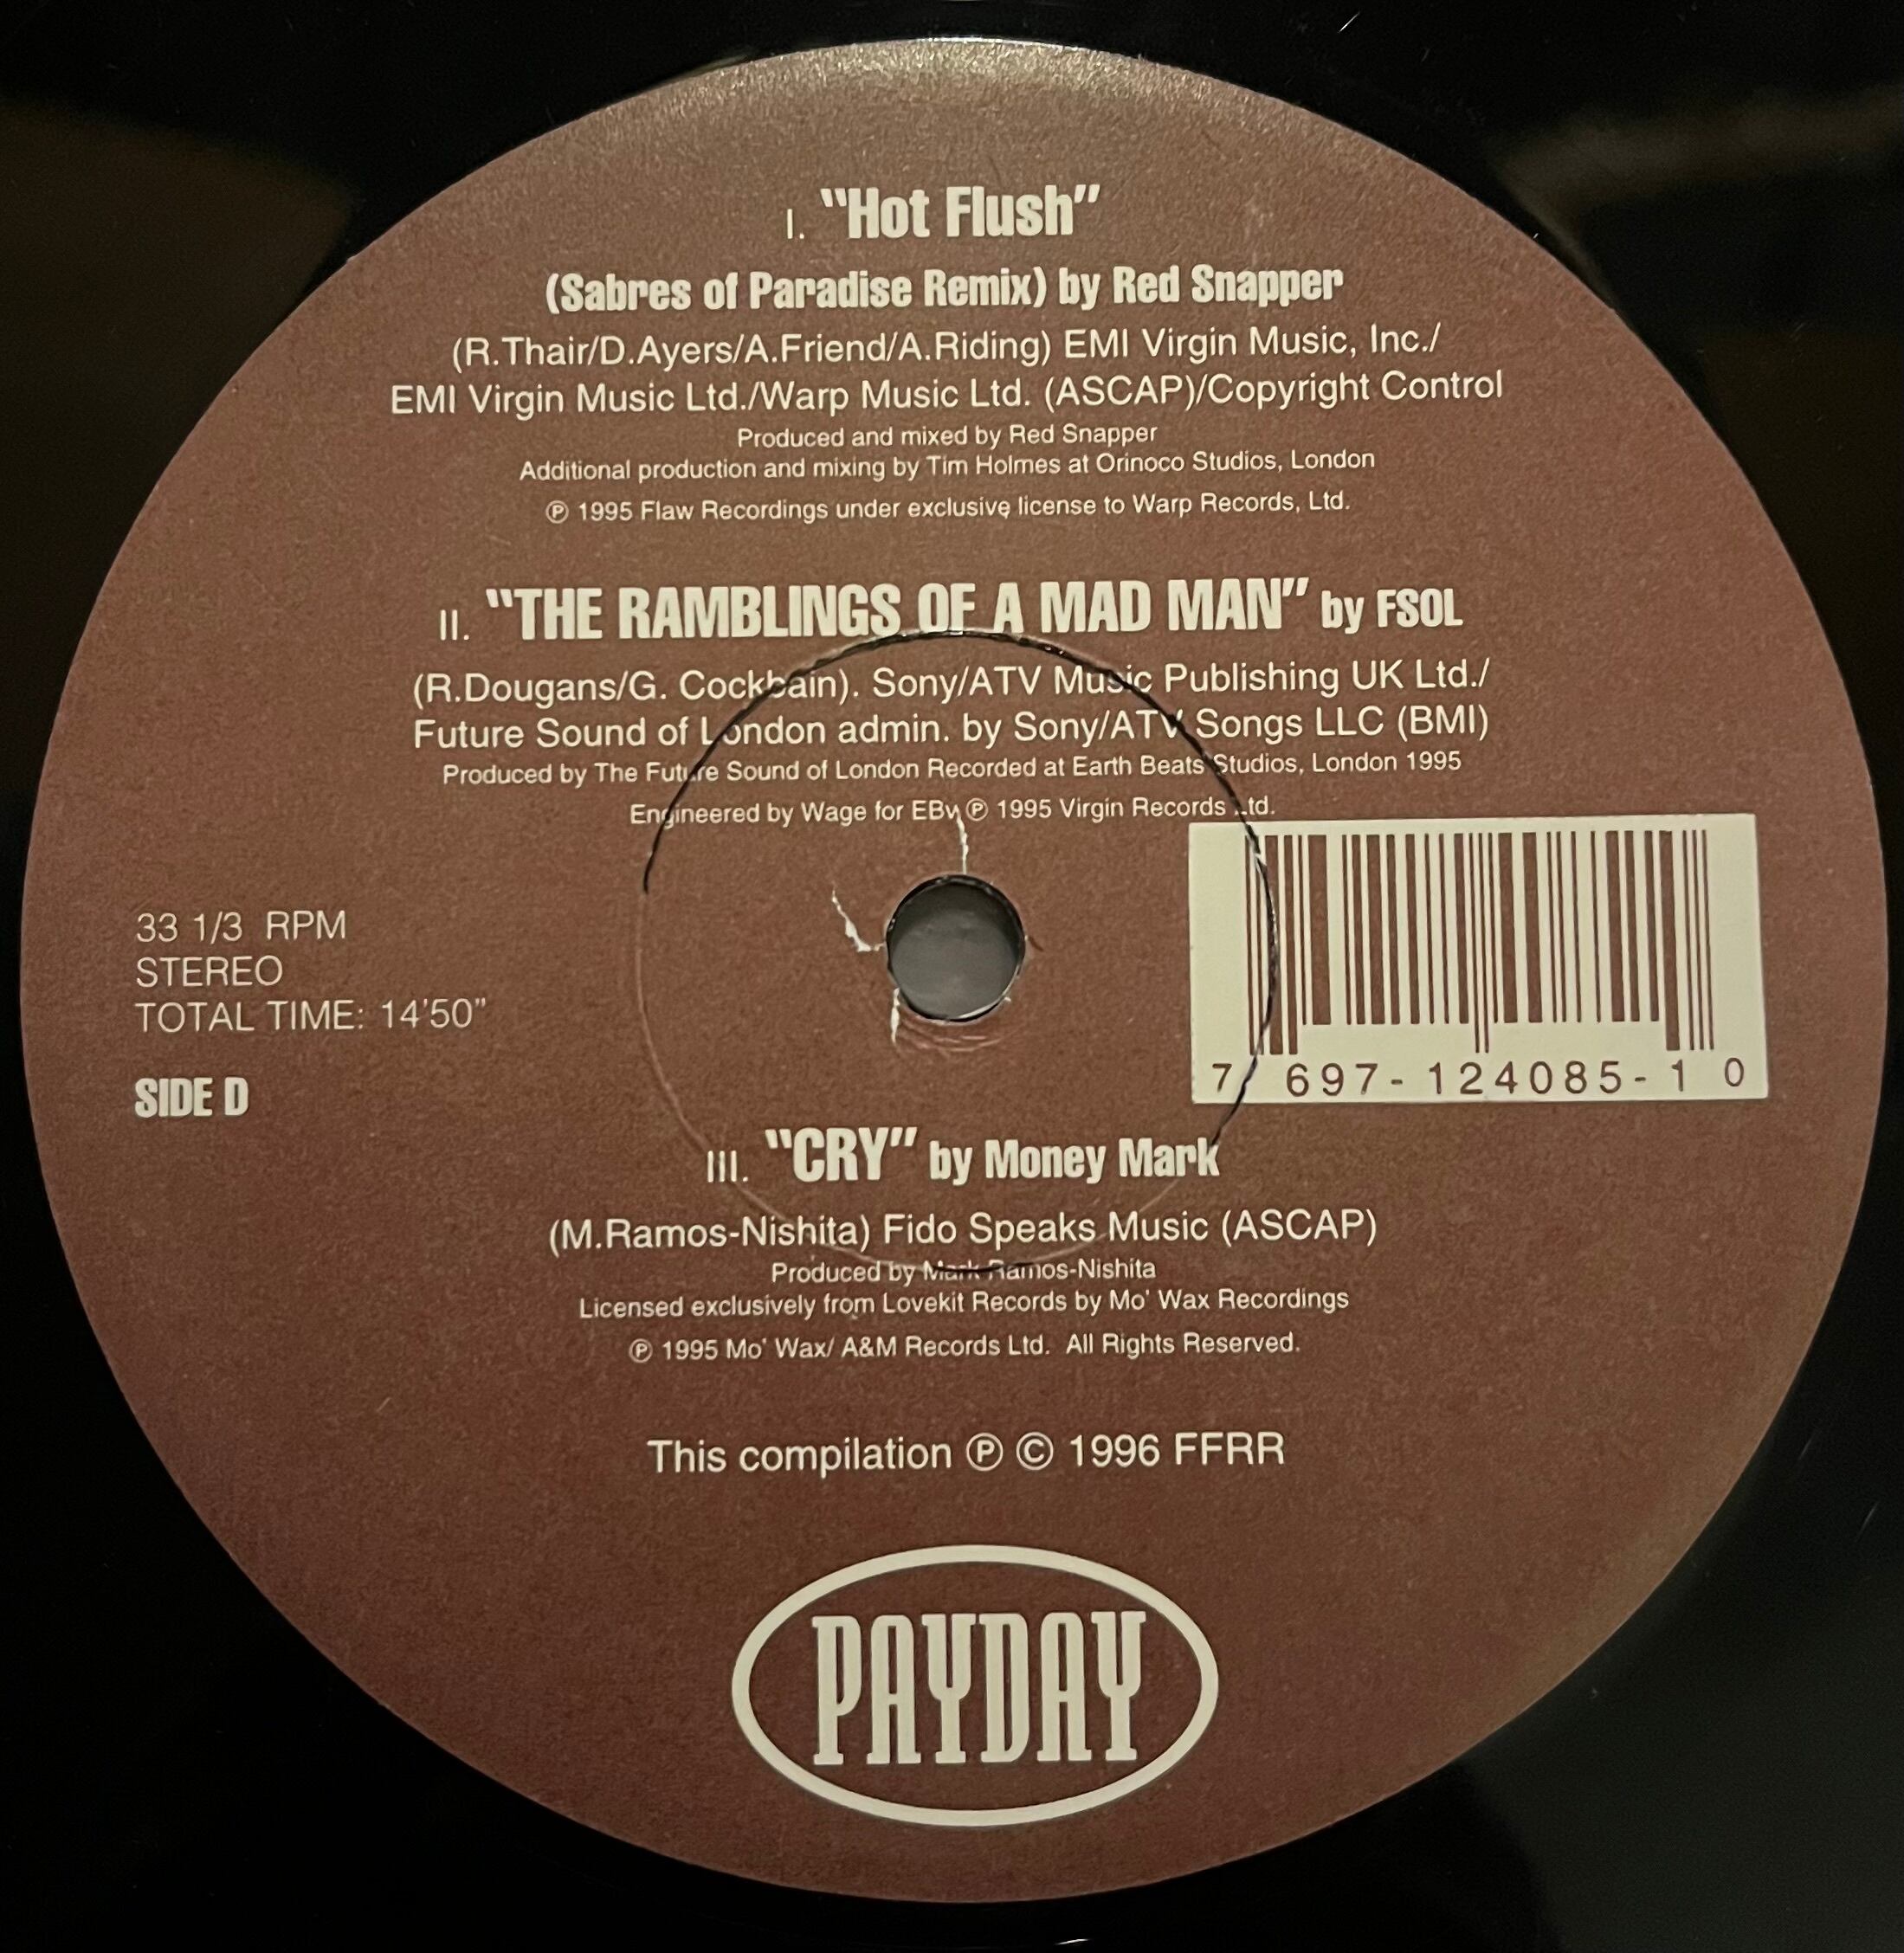 I. "Hot Flush"
(Sabres of Paradise Remix) by Red Snapper
(R.Thair/D.Ayers/A.Friend/A.Riding) EMI Virgin Music, Inc./
EMI Virgin Music Ltd./Warp Music Ltd. (ASCAP)/Copyright Control
Produced and mixed by Red Snapper
Additional production and mixing by Tim Holmes at Orinoco Studios, London
℗ 1995 Flaw Recordings under exclusive license to Warp Records, Ltd.
II. "THE RAMBLINGS OF A MAD MAN" by FSOL
(R.Dougans/G. Cockbain). Sony/ATV Music Publishing UK Ltd./
Future Sound of London admin. by Sony/ATV Songs LLC (BMI)
Produced by The Future Sound of London Recorded at Earth Beats Studios, London 1995
Engineered by Wage for EBV ℗ 1995 Virgin Records Ltd.
33 1/3 RPM
STEREO
TOTAL TIME: 14'50"
SIDE D
7 697-124085-1 0
III. "CRY" by Money Mark
(M.Ramos-Nishita) Fido Speaks Music (ASCAP)
Produced by Mark Ramos-Nishita
Licensed exclusively from Lovekit Records by Mo' Wax Recordings
℗ 1995 Mo' Wax/ A&M Records Ltd. All Rights Reserved.
This compilation ℗ © 1996 FFRR
PAYDAY